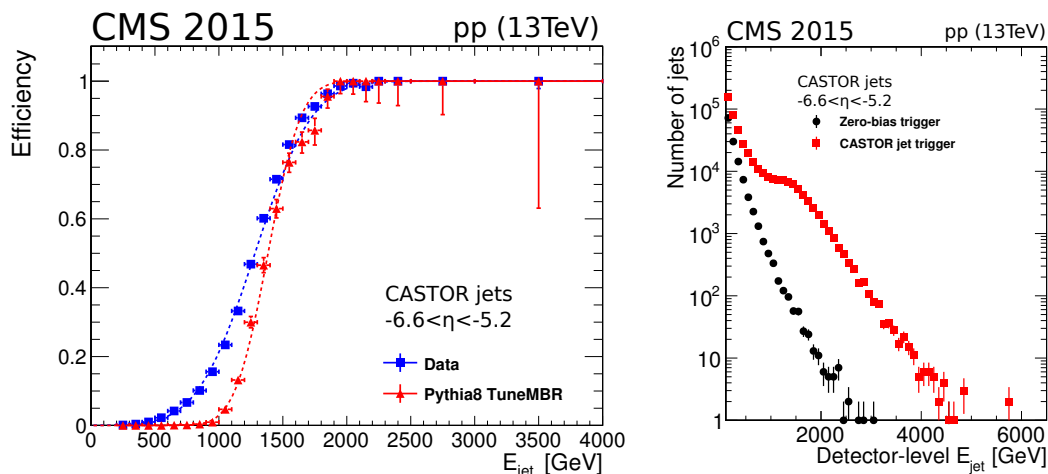 CMS 2015
pp (13TeV)
Efficiency
1
0.8
0.6
0.4
0.2
0
CASTOR jets
-6.6<η<-5.2
Data
Pythia8 TuneMBR
0
500
1000
1500
2000
2500
3000
3500
4000
E_jet [GeV]
CMS 2015
pp (13TeV)
Number of jets
10^6
10^5
10^4
10^3
10^2
10
1
CASTOR jets
-6.6<η<-5.2
Zero-bias trigger
CASTOR jet trigger
2000
4000
6000
Detector-level E_jet [GeV]